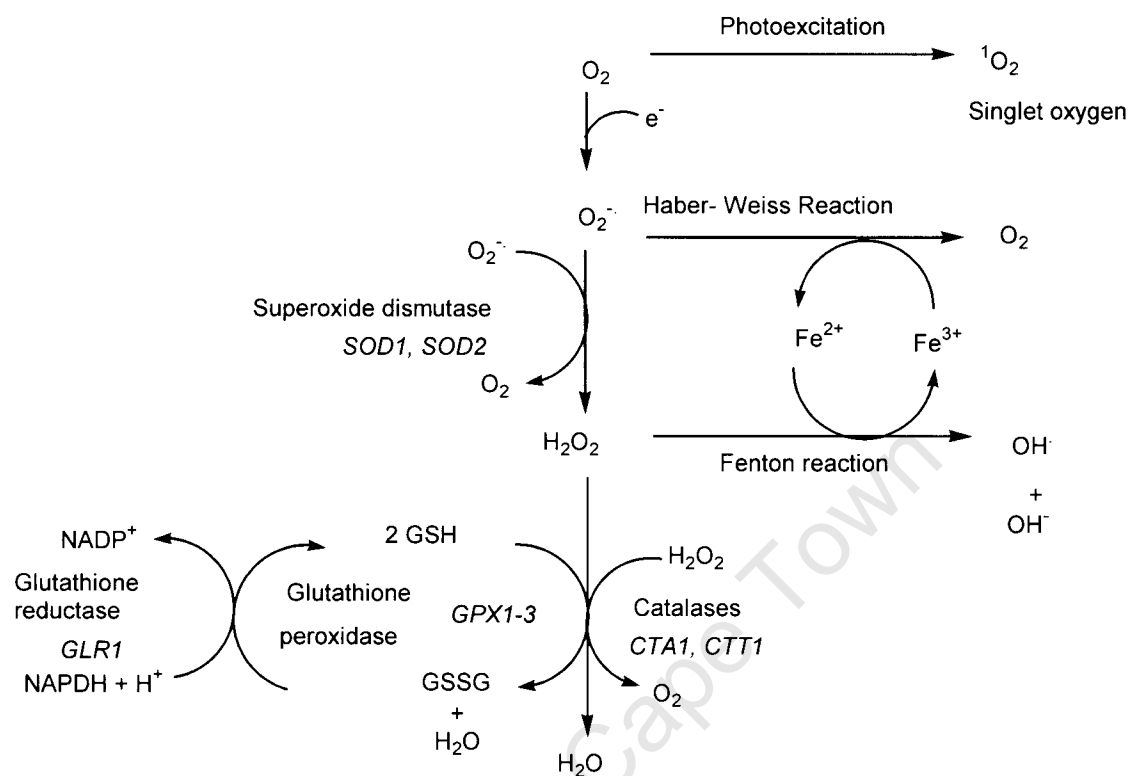 Photoexcitation
O₂
¹O₂
e⁻
Singlet oxygen
O₂⁻·
Haber- Weiss Reaction
O₂
O₂⁻·
Superoxide dismutase
SOD1, SOD2
Fe²⁺
Fe³⁺
O₂
H₂O₂
Fenton reaction
OH·
+
OH⁻
NADP⁺
2 GSH
H₂O₂
Glutathione
reductase
Glutathione
peroxidase
GPX1-3
Catalases
CTA1, CTT1
GLR1
NAPDH + H⁺
GSSG
+
H₂O
O₂
H₂O
Cape Town